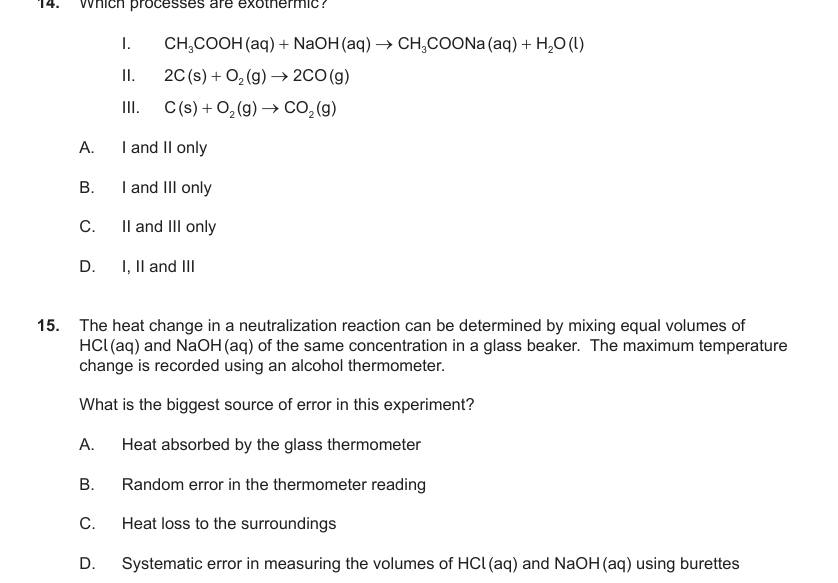 14. Which processes are exothermic?
I. CH₃COOH (aq) + NaOH (aq) → CH₃COONa (aq) + H₂O (l)
II. 2C (s) + O₂ (g) → 2CO (g)
III. C (s) + O₂ (g) → CO₂ (g)
A. I and II only
B. I and III only
C. II and III only
D. I, II and III
15. The heat change in a neutralization reaction can be determined by mixing equal volumes of
HCl (aq) and NaOH (aq) of the same concentration in a glass beaker. The maximum temperature
change is recorded using an alcohol thermometer.
What is the biggest source of error in this experiment?
A. Heat absorbed by the glass thermometer
B. Random error in the thermometer reading
C. Heat loss to the surroundings
D. Systematic error in measuring the volumes of HCl (aq) and NaOH (aq) using burettes